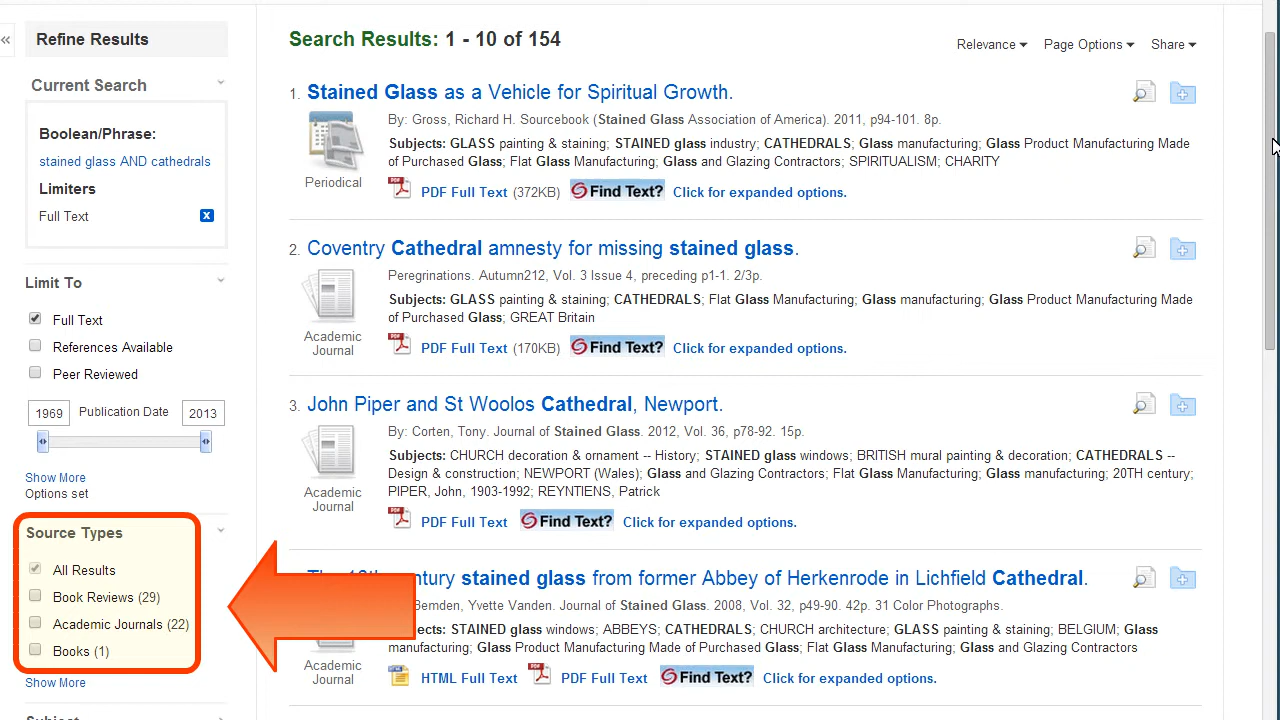 «
Refine Results
Current Search
Boolean/Phrase:
stained glass AND cathedrals
Limiters
Full Text
x
Limit To
Full Text
References Available
Peer Reviewed
1969 Publication Date 2013
Show More
Options set
Source Types
All Results
Book Reviews (29)
Academic Journals (22)
Books (1)
Show More
Search Results: 1 - 10 of 154
Relevance Page Options Share
1. Stained Glass as a Vehicle for Spiritual Growth.
Periodical
By: Gross, Richard H. Sourcebook (Stained Glass Association of America). 2011, p94-101. 8p.
Subjects: GLASS painting & staining; STAINED glass industry; CATHEDRALS; Glass manufacturing; Glass Product Manufacturing Made
of Purchased Glass; Flat Glass Manufacturing; Glass and Glazing Contractors; SPIRITUALISM; CHARITY
PDF PDF Full Text (372KB) Find Text? Click for expanded options.
2. Coventry Cathedral amnesty for missing stained glass.
Academic
Journal
Peregrinations. Autumn212, Vol. 3 Issue 4, preceding p1-1. 2/3p.
Subjects: GLASS painting & staining; CATHEDRALS; Flat Glass Manufacturing; Glass manufacturing; Glass Product Manufacturing Made
of Purchased Glass; GREAT Britain
PDF PDF Full Text (170KB) Find Text? Click for expanded options.
3. John Piper and St Woolos Cathedral, Newport.
Academic
Journal
By: Corten, Tony. Journal of Stained Glass. 2012, Vol. 36, p78-92. 15p.
Subjects: CHURCH decoration & ornament -- History; STAINED glass windows; BRITISH mural painting & decoration; CATHEDRALS --
Design & construction; NEWPORT (Wales); Glass and Glazing Contractors; Flat Glass Manufacturing; Glass manufacturing; 20TH century;
PIPER, John, 1903-1992; REYNTIENS, Patrick
PDF PDF Full Text Find Text? Click for expanded options.
stained glass from former Abbey of Herkenrode in Lichfield Cathedral.
Academic
Journal
Bemden, Yvette Vanden. Journal of Stained Glass. 2008, Vol. 32, p49-90. 42p. 31 Color Photographs.
STAINED glass windows; ABBEYS; CATHEDRALS; CHURCH architecture; GLASS painting & staining; BELGIUM; Glass
manufacturing; Glass Product Manufacturing Made of Purchased Glass; Flat Glass Manufacturing; Glass and Glazing Contractors
HTML Full Text PDF PDF Full Text Find Text? Click for expanded options.